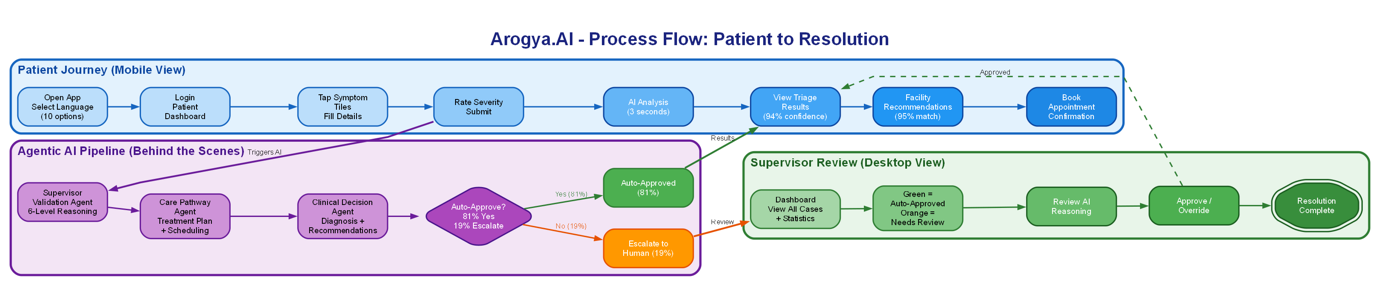 Arogya.AI - Process Flow: Patient to Resolution
Patient Journey (Mobile View)
Open App
Select Language
(10 options)
Login
Patient
Dashboard
Tap Symptom
Tiles
Fill Details
Rate Severity
Submit
AI Analysis
(3 seconds)
View Triage
Results
(94% confidence)
Facility
Recommendations
(95% match)
Book
Appointment
Confirmation
Approved
Agentic AI Pipeline (Behind the Scenes)
Triggers AI
Supervisor
Validation Agent
6-Level Reasoning
Care Pathway
Agent
Treatment Plan
+ Scheduling
Clinical Decision
Agent
Diagnosis +
Recommendations
Auto-Approve?
81% Yes
19% Escalate
Yes (81%)
No (19%)
Auto-Approved
(81%)
Escalate to
Human (19%)
Results
Review
Supervisor Review (Desktop View)
Dashboard
View All Cases
+ Statistics
Green =
Auto-Approved
Orange =
Needs Review
Review AI
Reasoning
Approve /
Override
Resolution
Complete